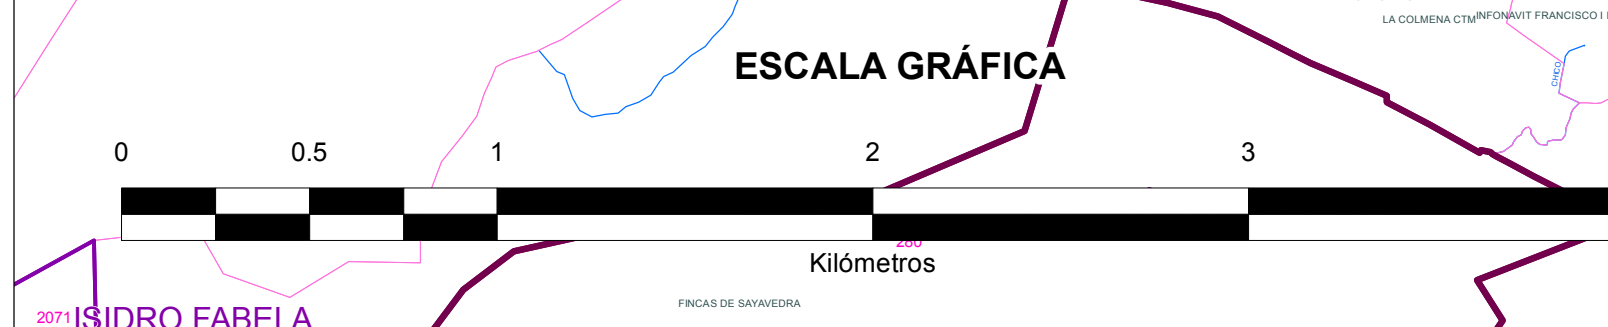 LA COLMENA CTM
INFONAVIT FRANCISCO I
ESCALA GRÁFICA
CHICO
0 0.5 1 2 3
280
Kilómetros
FINCAS DE SAYAVEDRA
2071 ISIDRO FABELA